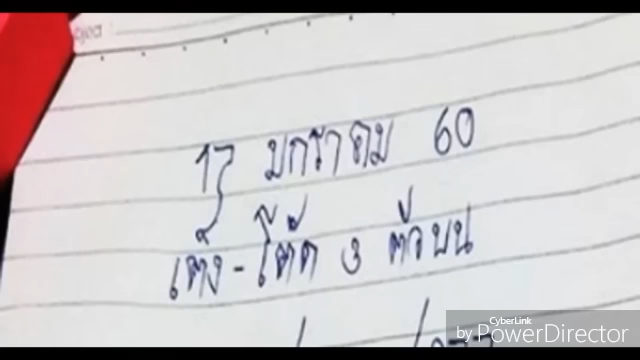 17 มกราคม 60
เต็ง - โต๊ด 3 ตัวบน
CyberLink
by PowerDirector